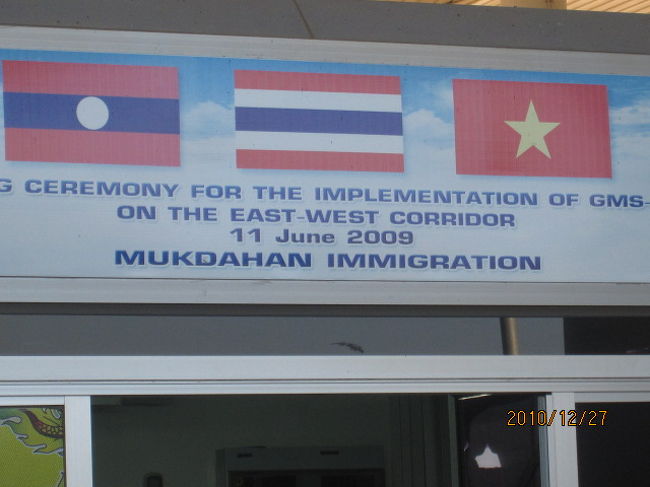 G CEREMONY FOR THE IMPLEMENTATION OF GMS-
ON THE EAST-WEST CORRIDOR
11 June 2009
MUKDAHAN IMMIGRATION
2010/12/27